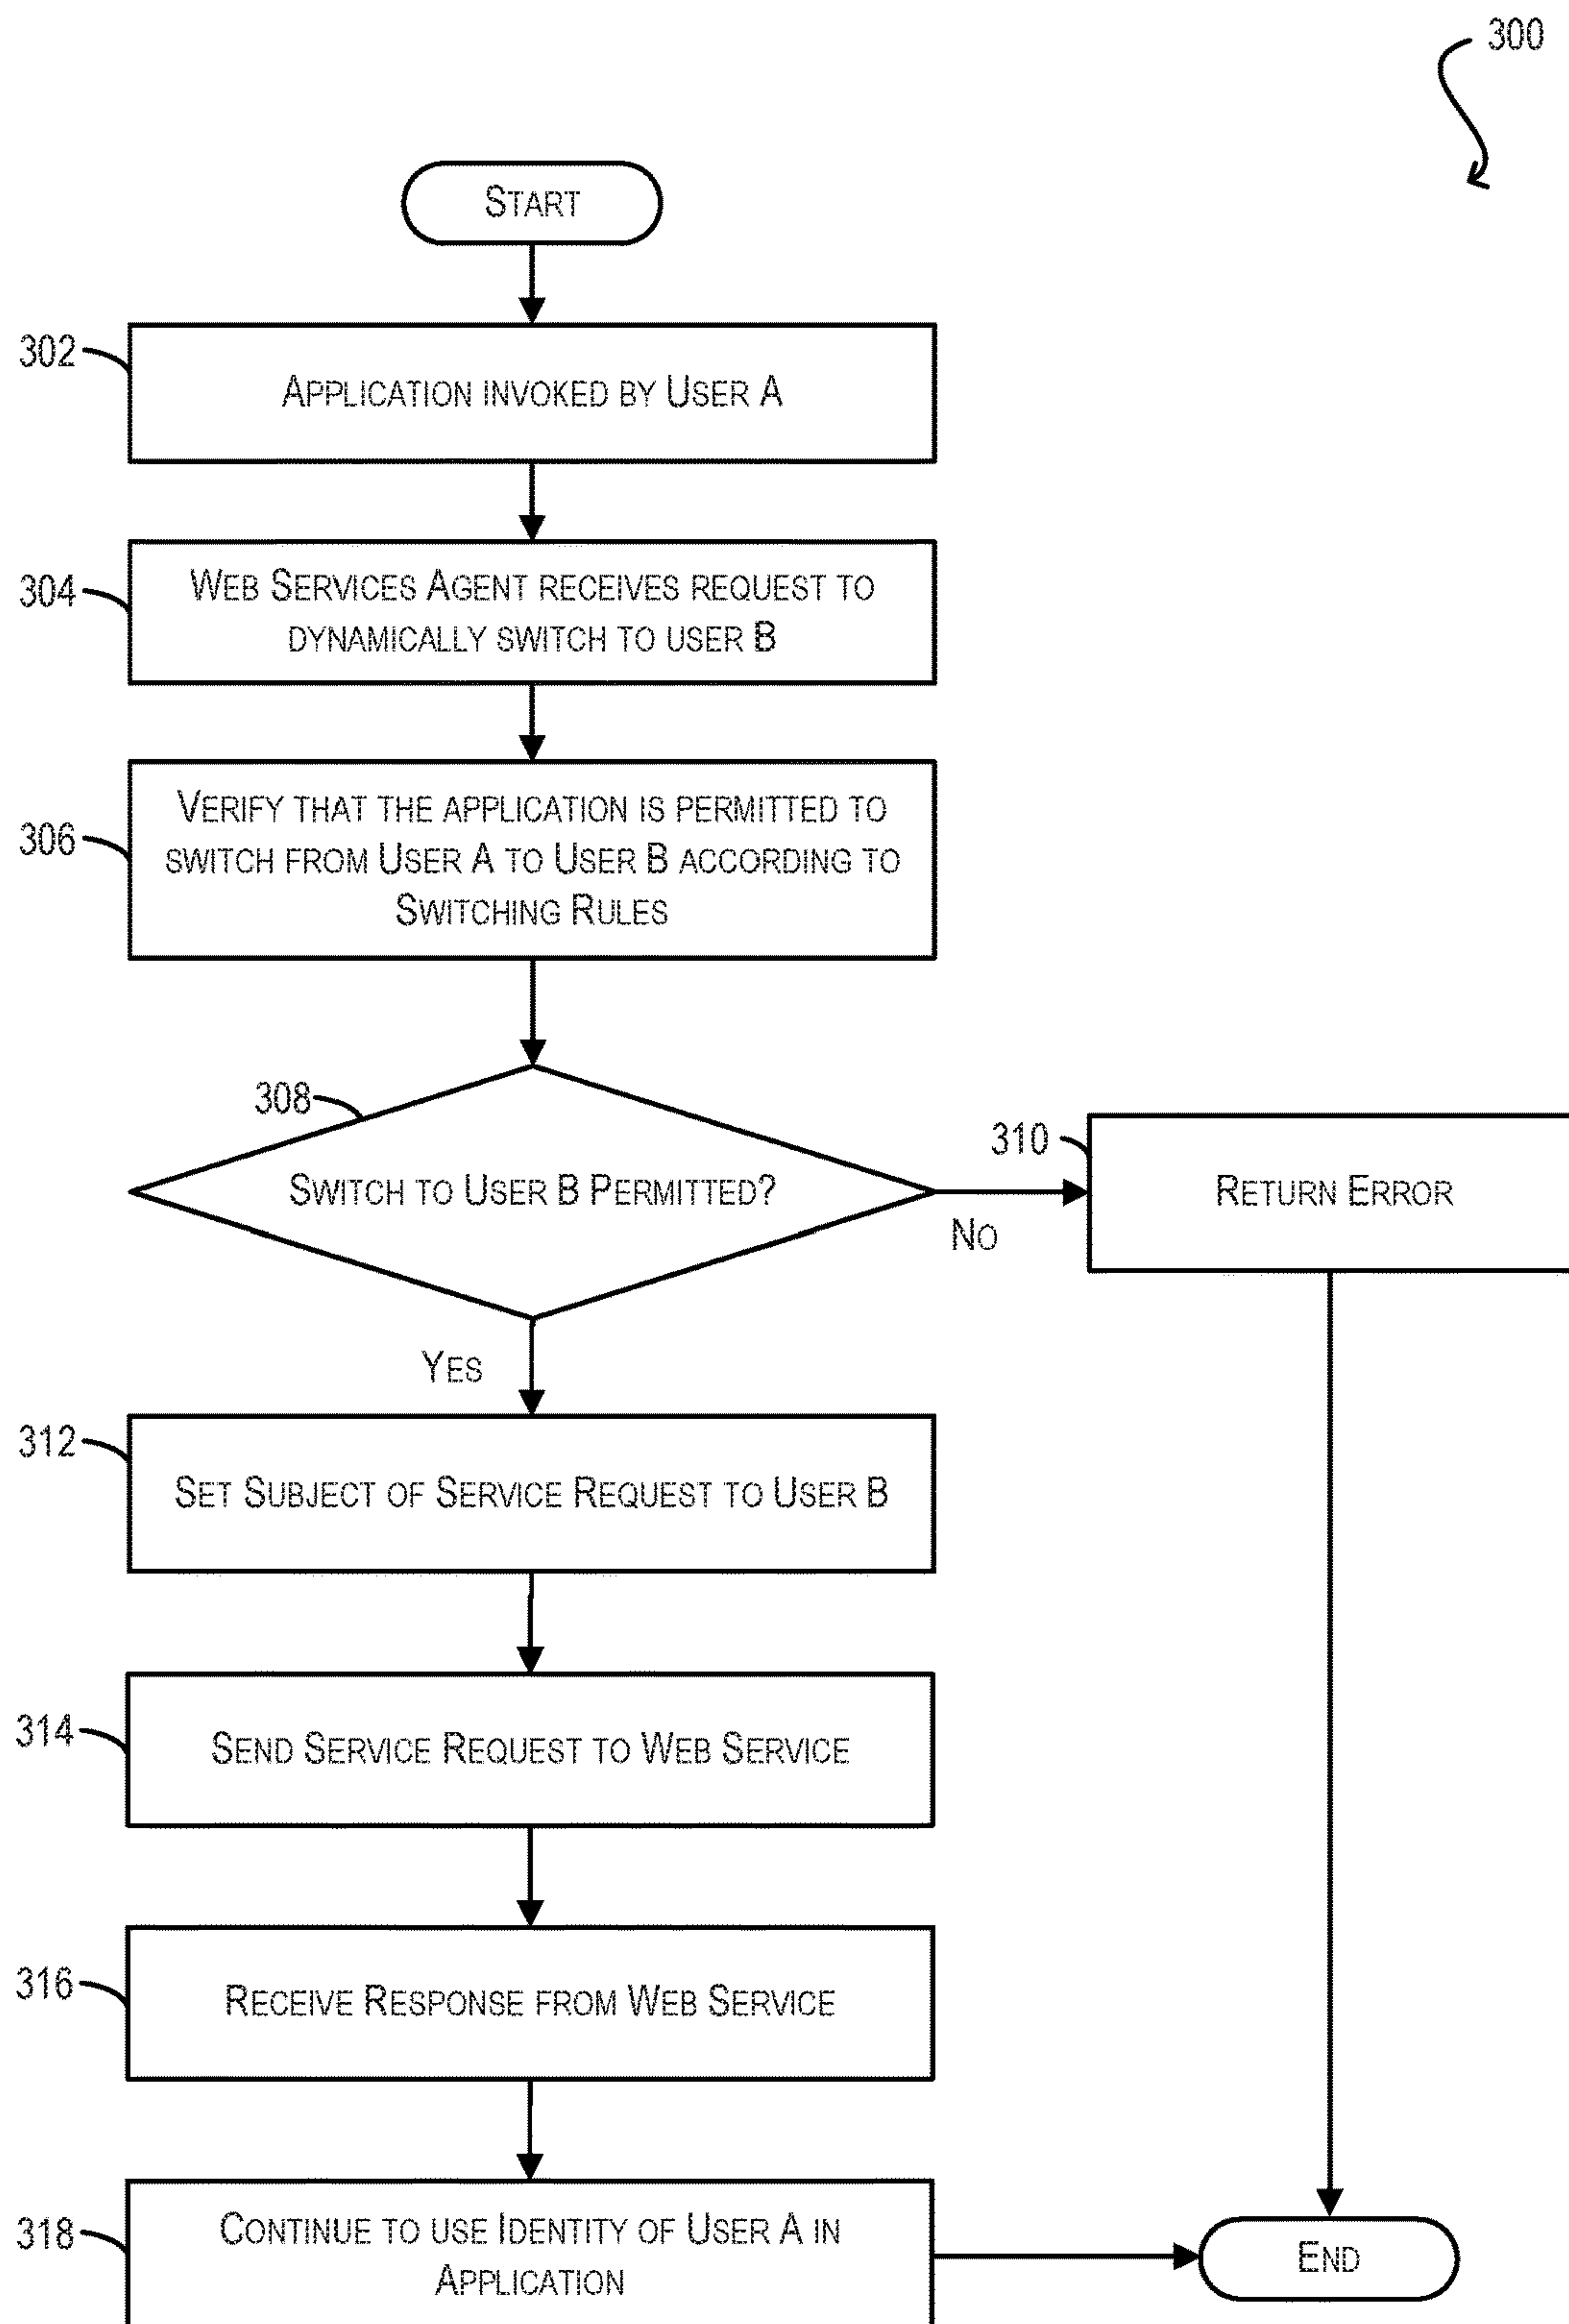 300
START
302
APPLICATION INVOKED BY USER A
304
WEB SERVICES AGENT RECEIVES REQUEST TO
DYNAMICALLY SWITCH TO USER B
306
VERIFY THAT THE APPLICATION IS PERMITTED TO
SWITCH FROM USER A TO USER B ACCORDING TO
SWITCHING RULES
308
SWITCH TO USER B PERMITTED?
NO
310
RETURN ERROR
YES
312
SET SUBJECT OF SERVICE REQUEST TO USER B
314
SEND SERVICE REQUEST TO WEB SERVICE
316
RECEIVE RESPONSE FROM WEB SERVICE
318
CONTINUE TO USE IDENTITY OF USER A IN
APPLICATION
END